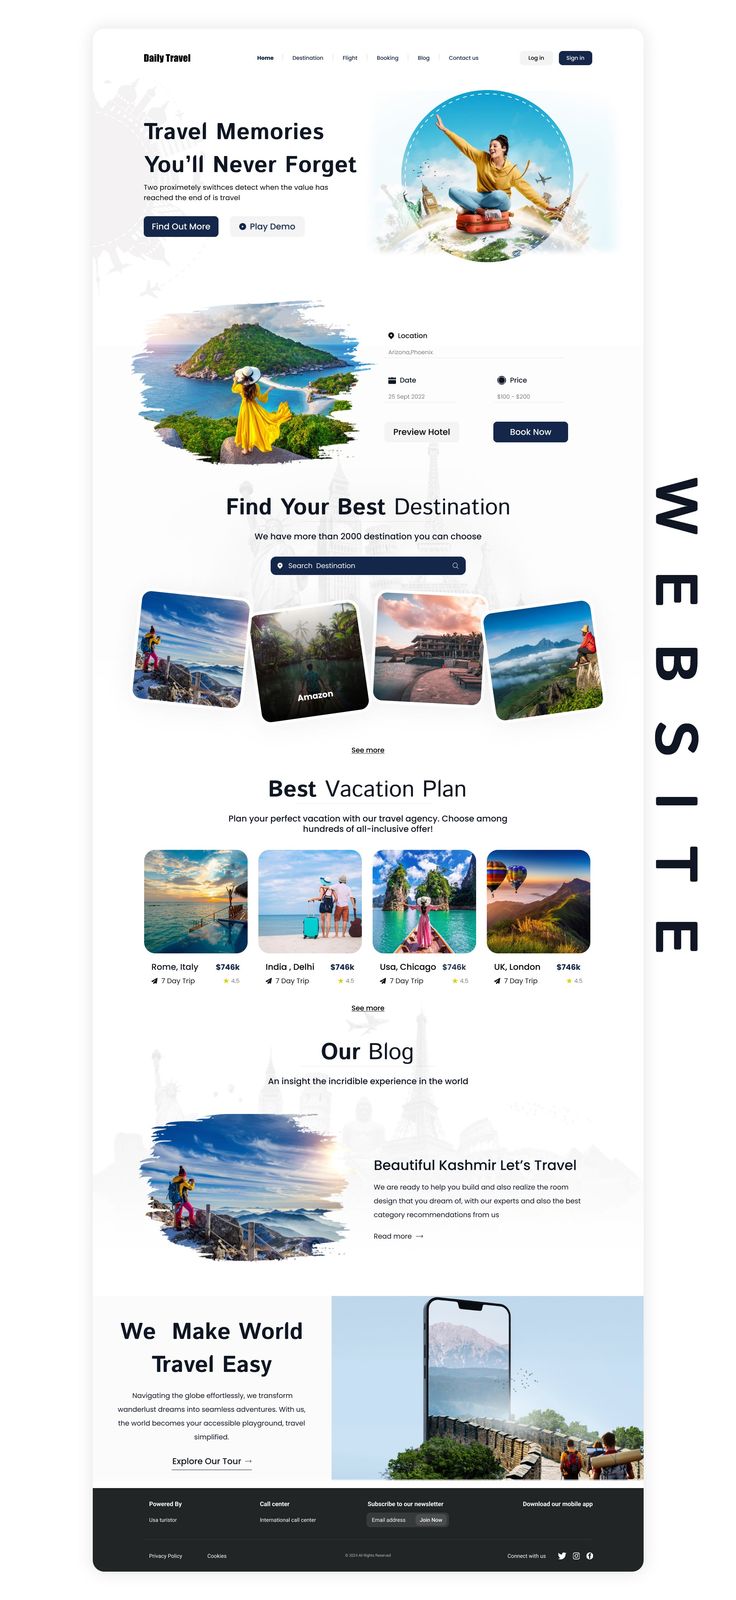 Daily Travel
Home
Destination
Flight
Booking
Blog
Contact us
Log in
Sign in
Travel Memories
You'll Never Forget
Two proximetely swithces detect when the value has
reached the end of is travel
Find Out More
Play Demo
Location
Arizona,Phoenix
Date
Price
25 Sept 2022
$100 - $200
Preview Hotel
Book Now
Find Your Best Destination
We have more than 2000 destination you can choose
Search Destination
Amazon
See more
Best Vacation Plan
Plan your perfect vacation with our travel agency. Choose among
hundreds of all-inclusive offer!
Rome, Italy $746k
7 Day Trip 4.5
India , Delhi $746k
7 Day Trip 4.5
Usa, Chicago $746k
7 Day Trip 4.5
UK, London $746k
7 Day Trip 4.5
See more
Our Blog
An insight the incridible experience in the world
Beautiful Kashmir Let's Travel
We are ready to help you build and also realize the room
design that you dream of, with our experts and also the best
category recommendations from us
Read more
We Make World
Travel Easy
Navigating the globe effortlessly, we transform
wanderlust dreams into seamless adventures. With us,
the world becomes your accessible playground, travel
simplified.
Explore Our Tour
Powered By
Call center
Subscribe to our newsletter
Download our mobile app
Usa turistor
International call center
Email address
Join Now
Privacy Policy
Cookies
© 2024 All Rights Reserved
Connect with us
WEBSITE